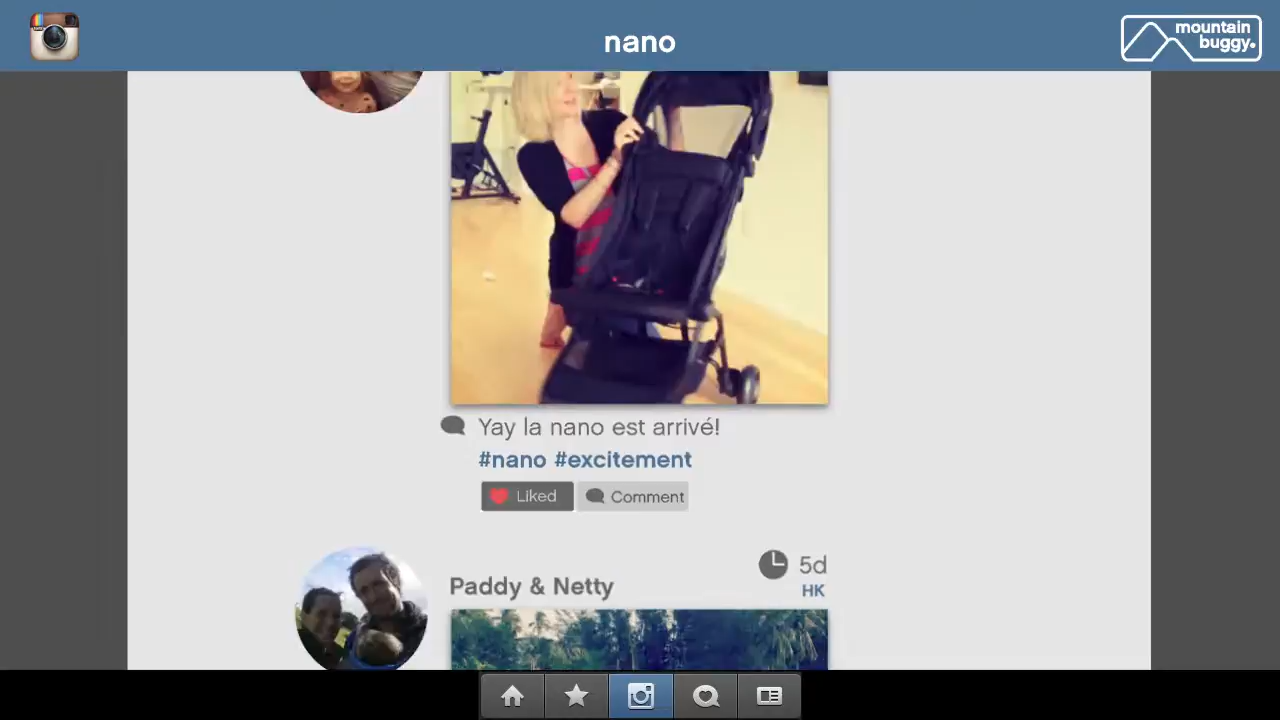 nano
mountain
buggy.
Yay la nano est arrivé!
#nano #excitement
Liked
Comment
5d
Paddy & Netty
HK